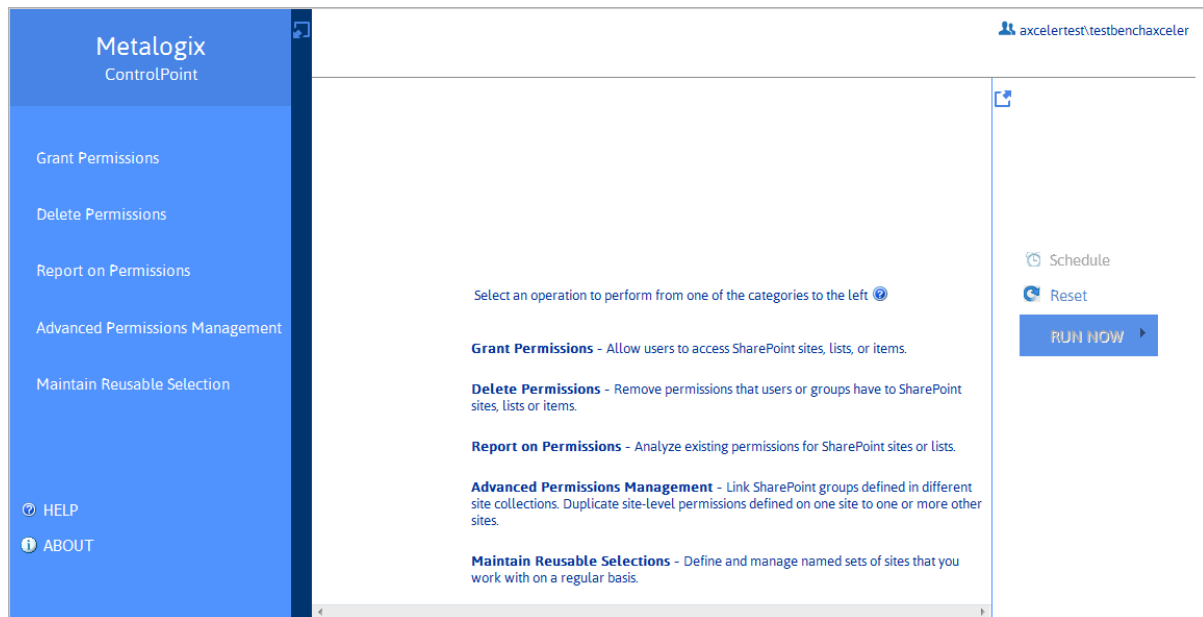 Metalogix
ControlPoint
axcelertest\testbenchaxceler
Grant Permissions
Delete Permissions
Report on Permissions
Advanced Permissions Management
Maintain Reusable Selection
HELP
ABOUT
Select an operation to perform from one of the categories to the left
Grant Permissions - Allow users to access SharePoint sites, lists, or items.
Delete Permissions - Remove permissions that users or groups have to SharePoint
sites, lists or items.
Report on Permissions - Analyze existing permissions for SharePoint sites or lists.
Advanced Permissions Management - Link SharePoint groups defined in different
site collections. Duplicate site-level permissions defined on one site to one or more other
sites.
Maintain Reusable Selections - Define and manage named sets of sites that you
work with on a regular basis.
Schedule
Reset
RUN NOW